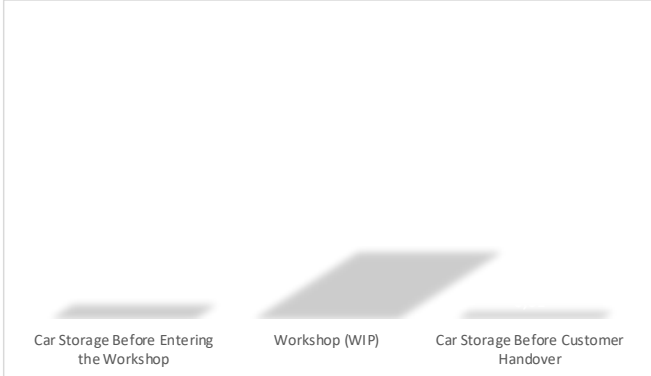 Car Storage Before Entering
the Workshop
Workshop (WIP)
Car Storage Before Customer
Handover